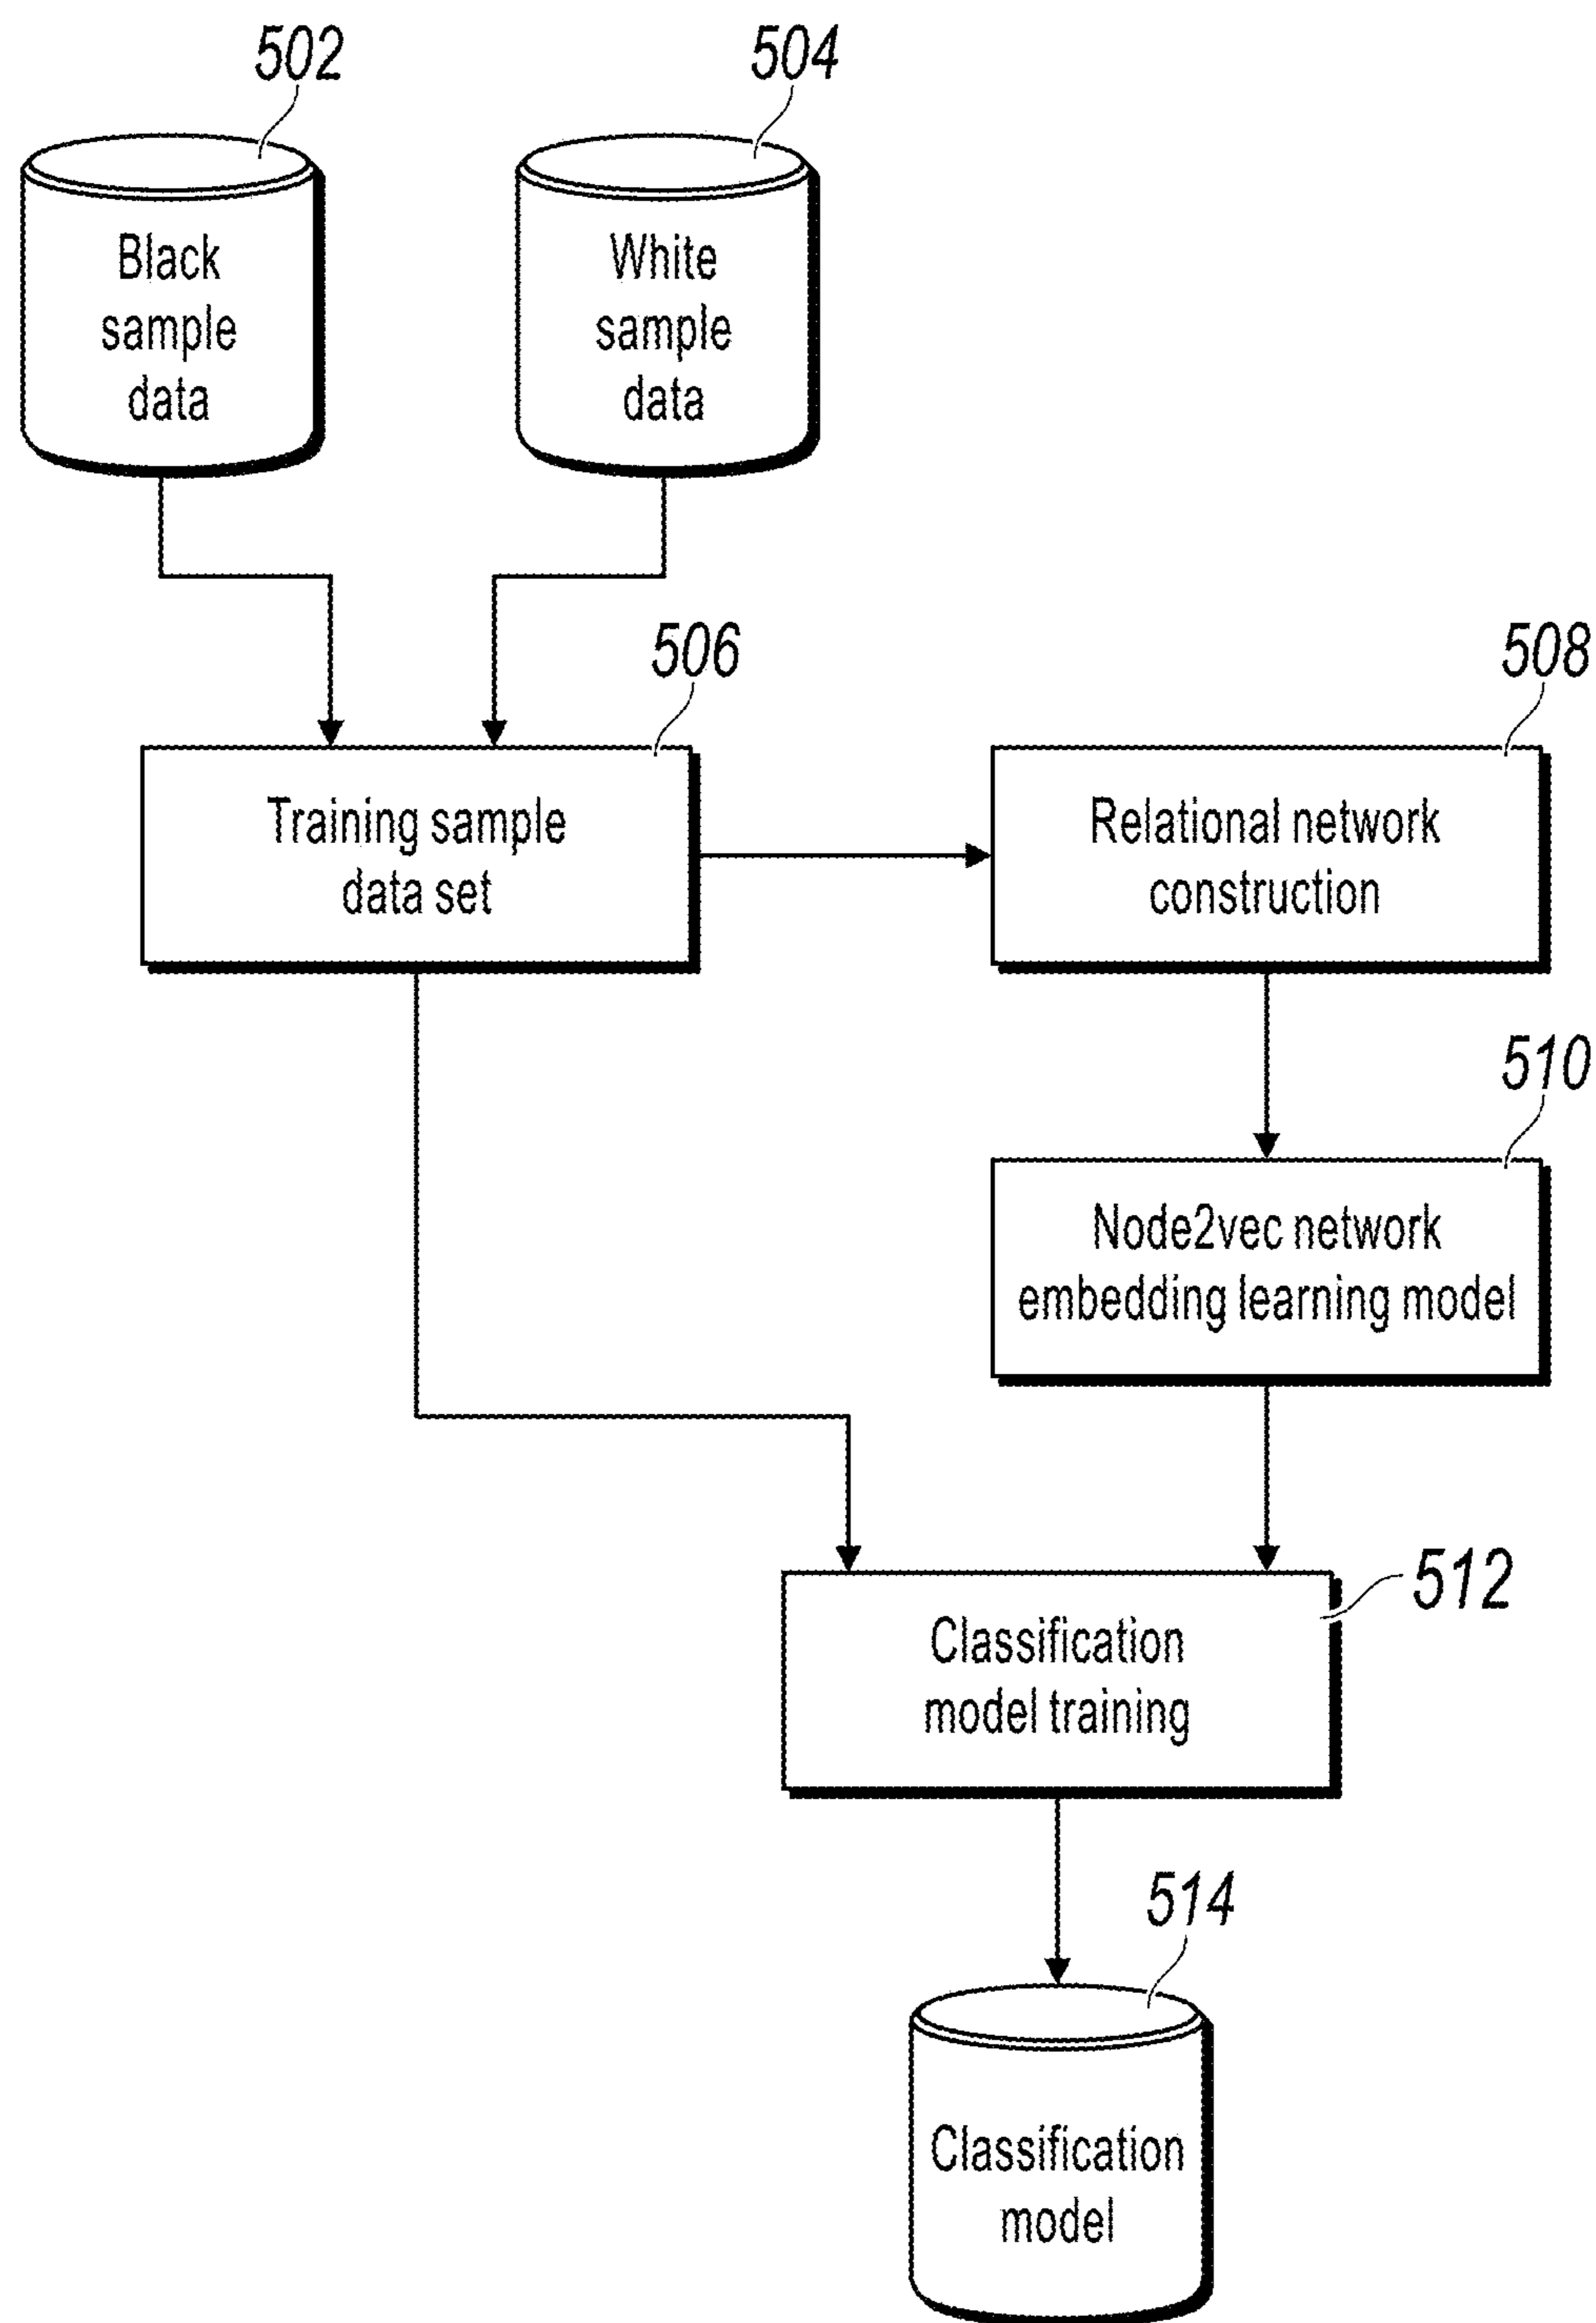 502
504
Black
sample
data
White
sample
data
506
508
Training sample
data set
Relational network
construction
510
Node2vec network
embedding learning model
512
Classification
model training
514
Classification
model